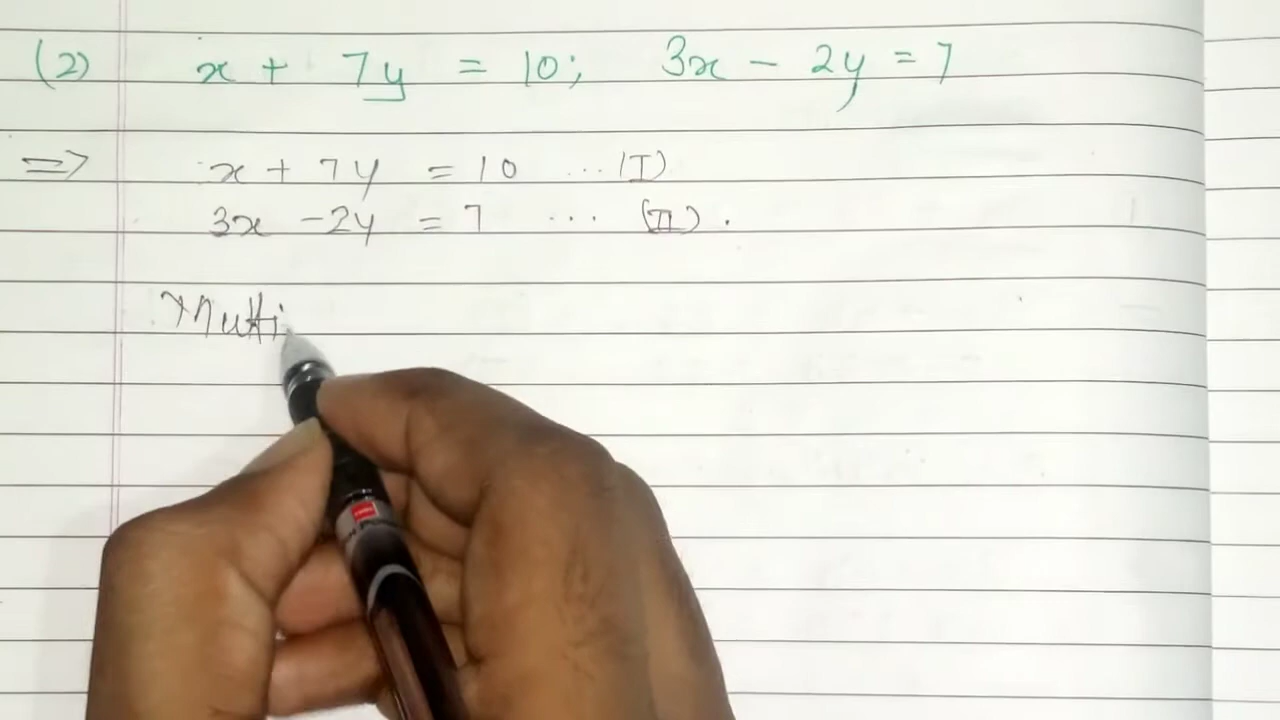 (2) x + 7y = 10; 3x - 2y = 7
=> x + 7y = 10 ... (I)
3x - 2y = 7 ... (II).
Multi